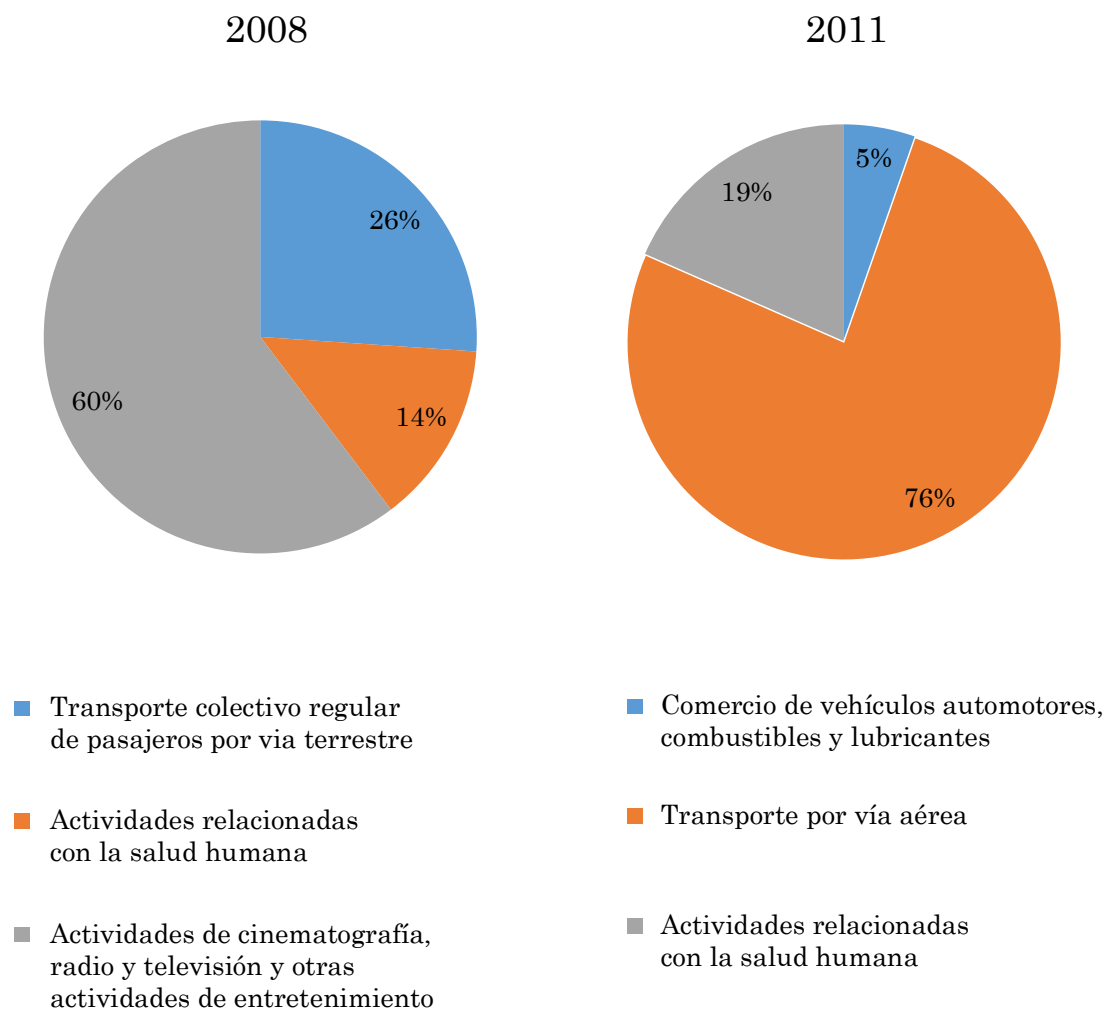 2008
26%
14%
60%
Transporte colectivo regular
de pasajeros por via terrestre
Actividades relacionadas
con la salud humana
Actividades de cinematografía,
radio y televisión y otras
actividades de entretenimiento
2011
5%
19%
76%
Comercio de vehículos automotores,
combustibles y lubricantes
Transporte por vía aérea
Actividades relacionadas
con la salud humana